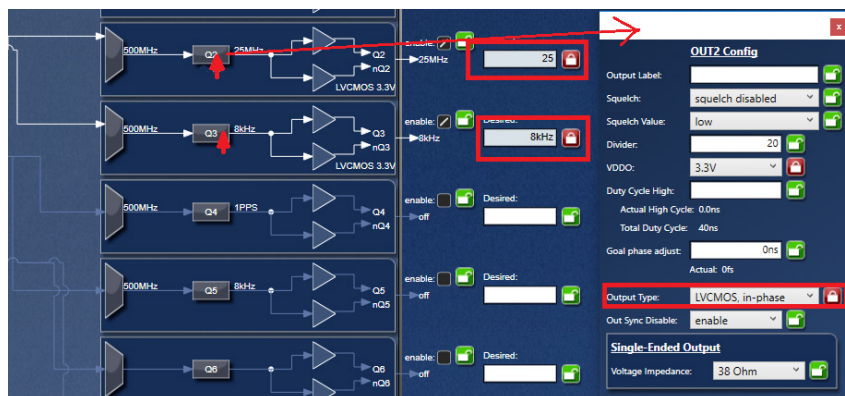 500MHz
Q2
25MHz
Q2
nQ2
LVCMOS 3.3V
enable:
25MHz
25
500MHz
Q3
8kHz
Q3
nQ3
LVCMOS 3.3V
enable:
Desired:
8kHz
8kHz
500MHz
Q4
1PPS
Q4
nQ4
enable:
Desired:
off
500MHz
Q5
8kHz
Q5
nQ5
enable:
Desired:
off
Q6
Q6
nQ6
enable:
Desired:
off
x
OUT2 Config
Output Label:
Squelch:
squelch disabled
Squelch Value:
low
Divider:
20
VDDO:
3.3V
Duty Cycle High:
Actual High Cycle: 0.0ns
Total Duty Cycle: 40ns
Goal phase adjust:
0ns
Actual: 0fs
Output Type:
LVCMOS, in-phase
Out Sync Disable:
enable
Single-Ended Output
Voltage Impedance:
38 Ohm